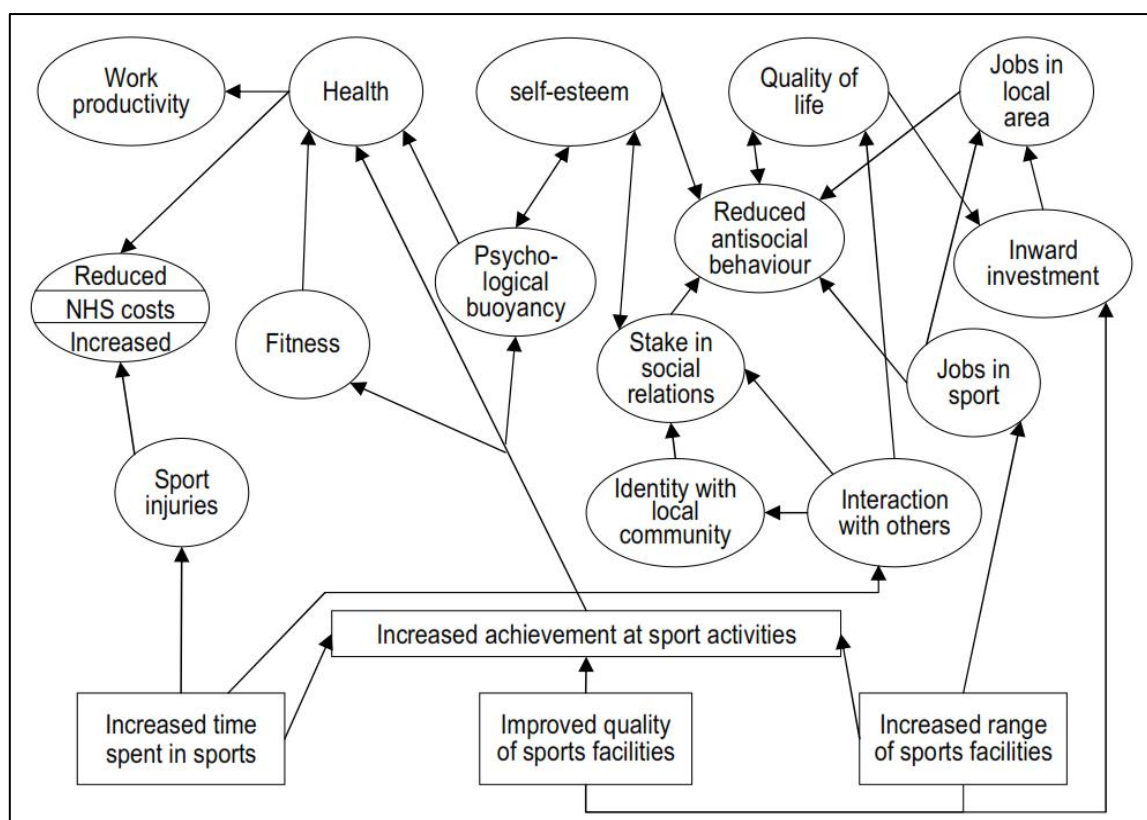 Work
productivity
Health
self-esteem
Quality of
life
Jobs in
local
area
Reduced
antisocial
behaviour
Inward
investment
Psycho-
logical
buoyancy
Reduced
NHS costs
Increased
Fitness
Stake in
social
relations
Jobs in
sport
Sport
injuries
Identity with
local
community
Interaction
with others
Increased achievement at sport activities
Increased time
spent in sports
Improved quality
of sports facilities
Increased range
of sports facilities